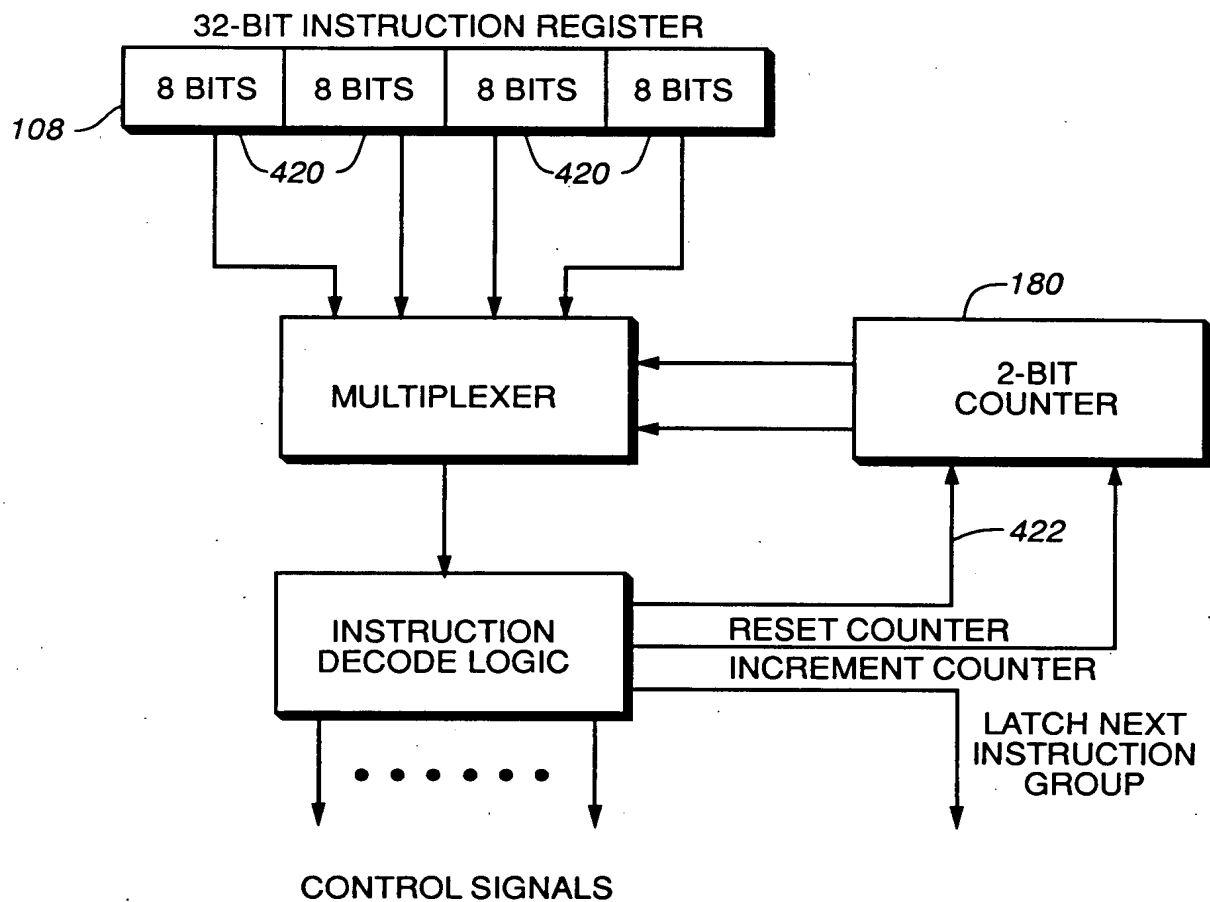 32-BIT INSTRUCTION REGISTER
8 BITS 8 BITS 8 BITS 8 BITS
108
420 420
180
MULTIPLEXER
2-BIT
COUNTER
422
INSTRUCTION
DECODE LOGIC
RESET COUNTER
INCREMENT COUNTER
LATCH NEXT
INSTRUCTION
GROUP
CONTROL SIGNALS